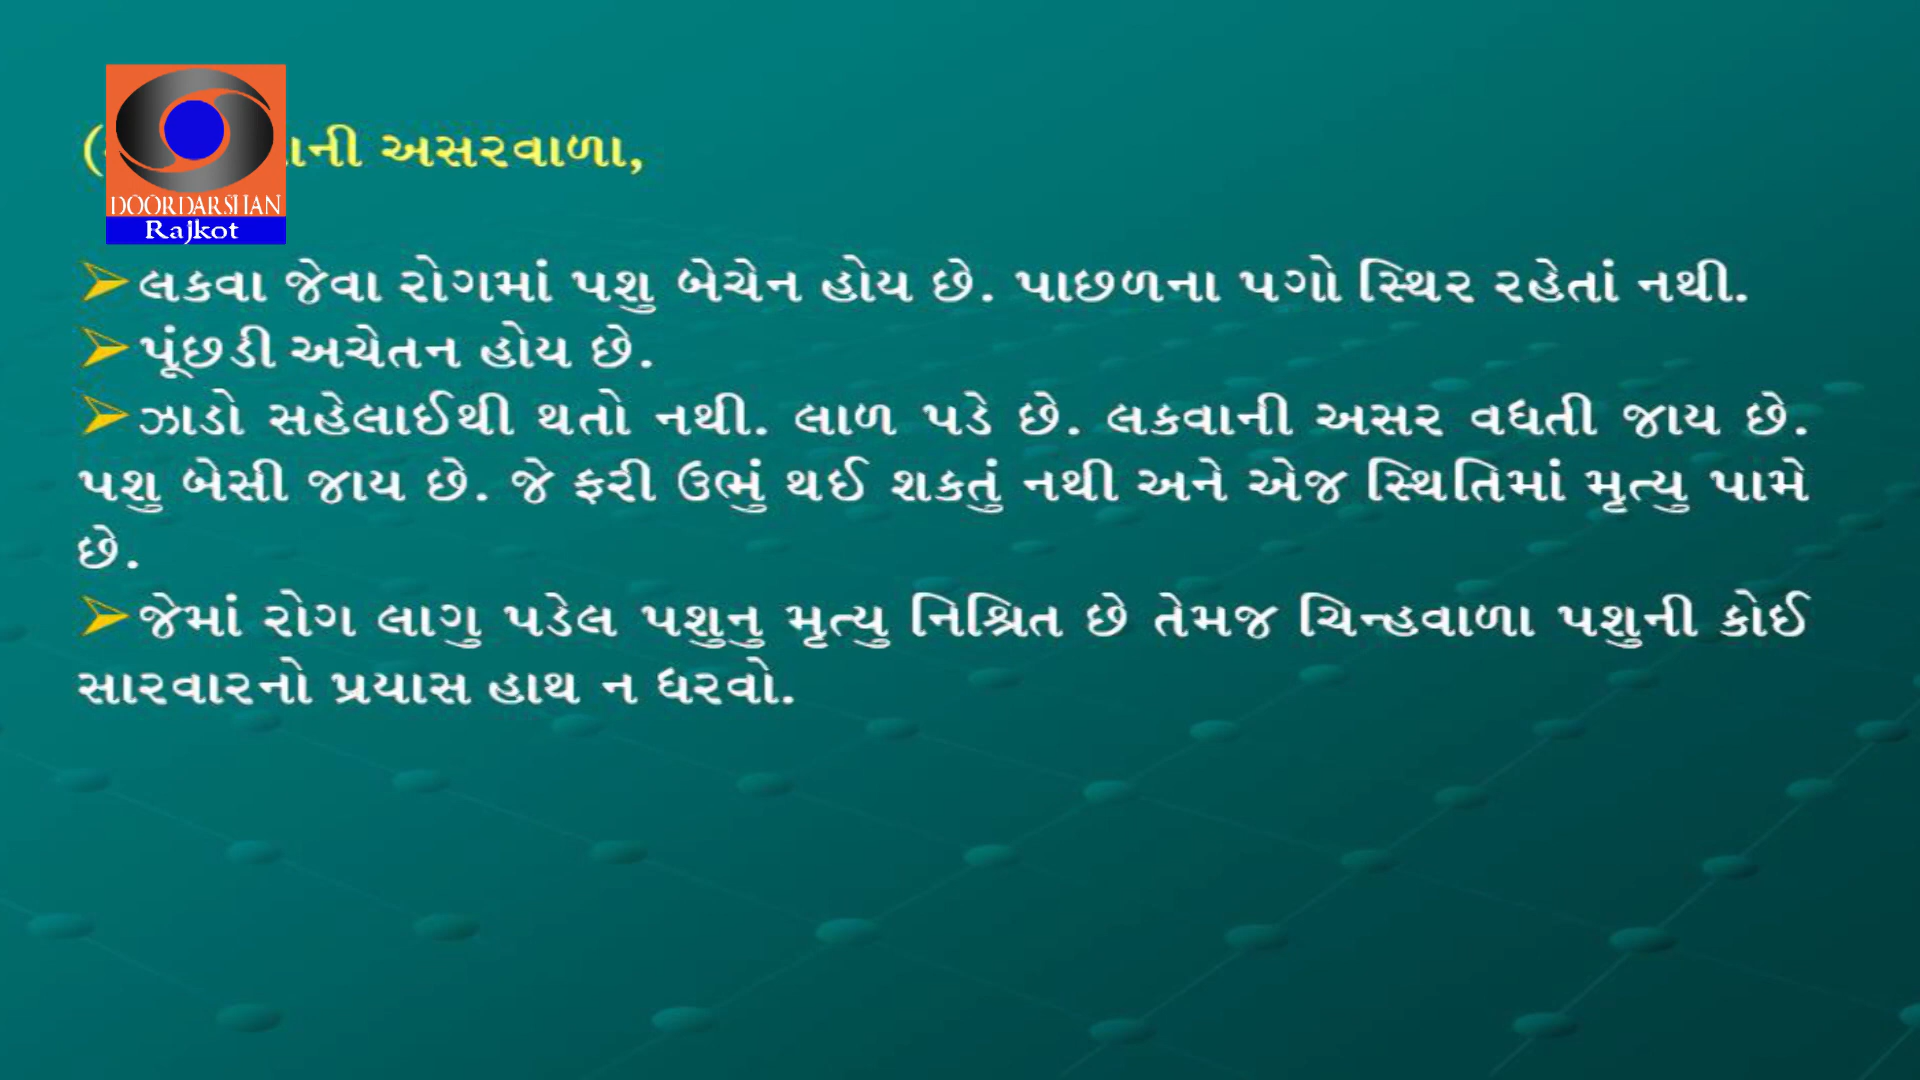 અસરવાળા,
DOORDARSHAN
Rajkot
લકવા જેવા રોગમાં પશુ બેચેન હોય છે. પાછળના પગો સ્થિર રહેતાં નથી.
પૂંછડી અચેતન હોય છે.
ઝાડો સહેલાઈથી થતો નથી. લાળ પડે છે. લકવાની અસર વધતી જાય છે.
પશુ બેસી જાય છે. જે ફરી ઉભું થઈ શકતું નથી અને એજ સ્થિતિમાં મૃત્યુ પામે
છે.
જેમાં રોગ લાગુ પડેલ પશુનુ મૃત્યુ નિશ્રિત છે તેમજ ચિન્હવાળા પશુની કોઈ
સારવારનો પ્રયાસ હાથ ન ધરવો.